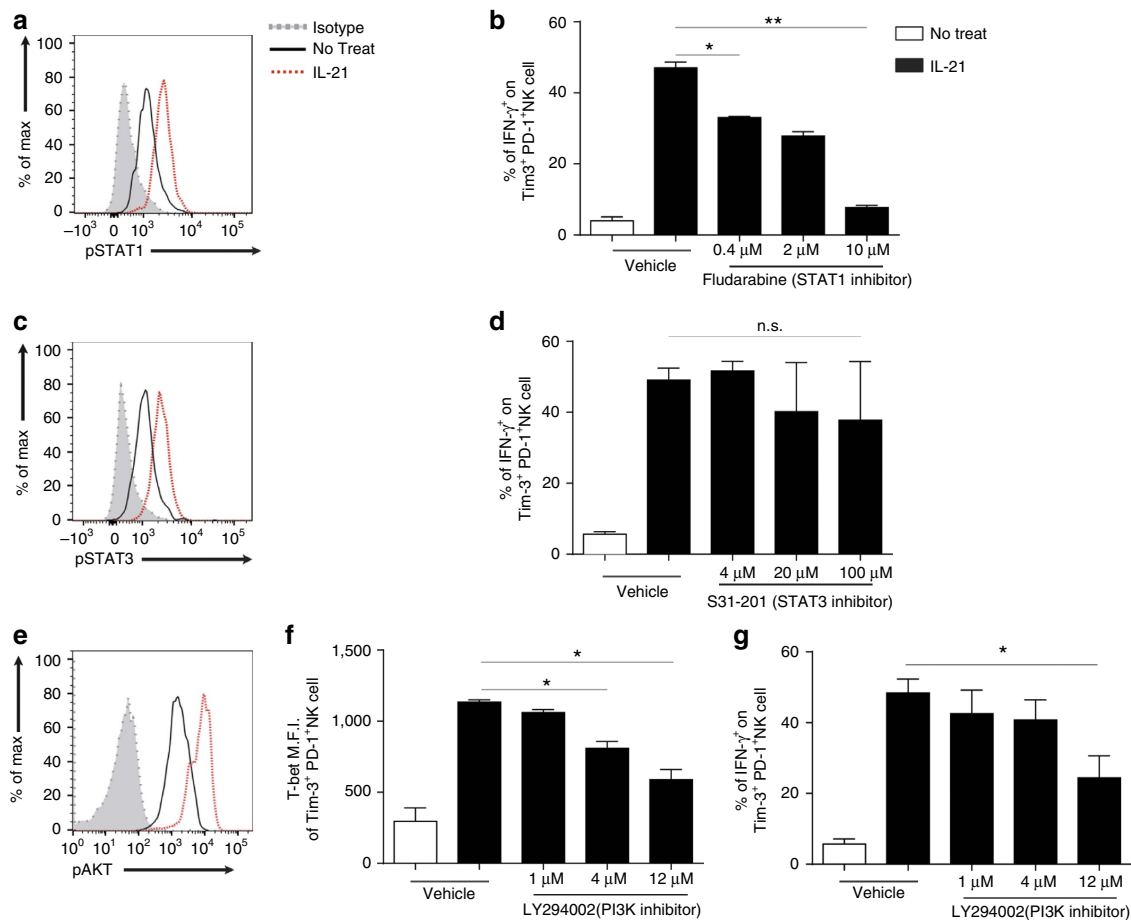 a
Isotype
No Treat
IL-21
100
80
60
40
20
0
% of max
−10³ 0 10³ 10⁴ 10⁵
pSTAT1
b
No treat
IL-21
60
40
20
0
% of IFN-γ⁺ on
Tim3⁺ PD-1⁺NK cell
*
**
0.4 μM 2 μM 10 μM
Vehicle
Fludarabine (STAT1 inhibitor)
c
100
80
60
40
20
0
% of max
−10³ 0 10³ 10⁴ 10⁵
pSTAT3
d
60
40
20
0
% of IFN-γ⁺ on
Tim-3⁺ PD-1⁺NK cell
n.s.
4 μM 20 μM 100 μM
Vehicle
S31-201 (STAT3 inhibitor)
e
100
80
60
40
20
0
% of max
10⁰ 10¹ 10² 10³ 10⁴ 10⁵
pAKT
f
1,500
1,000
500
0
T-bet M.F.I.
of Tim-3⁺ PD-1⁺NK cell
*
*
1 μM 4 μM 12 μM
Vehicle
LY294002(PI3K inhibitor)
g
60
40
20
0
% of IFN-γ⁺ on
Tim-3⁺ PD-1⁺NK cell
*
1 μM 4 μM 12 μM
Vehicle
LY294002(PI3K inhibitor)